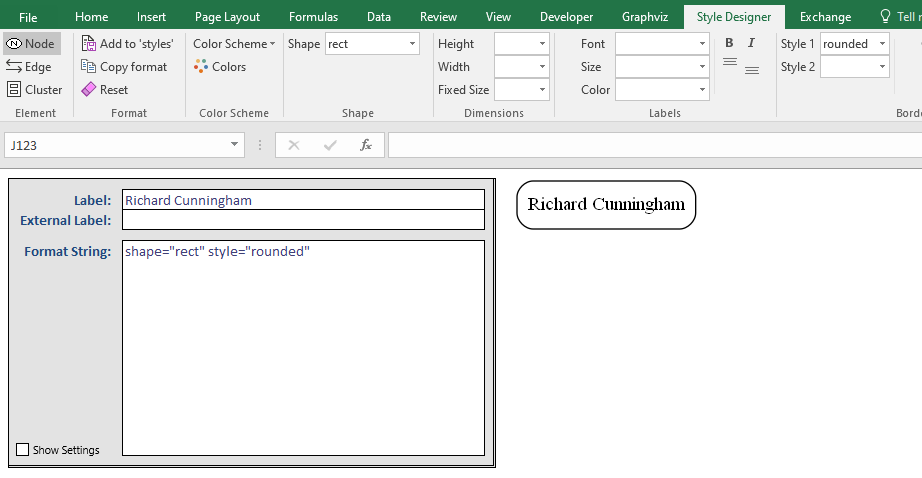 File Home Insert Page Layout Formulas Data Review View Developer Graphviz Style Designer Exchange Tell
Node Color Scheme Shape rect Height Font B I Style 1 rounded
Add to 'styles'
Edge Copy format Colors Width Size Style 2
Cluster Reset Fixed Size Color
Element Format Color Scheme Shape Dimensions Labels Borde
J123 fx
Label: Richard Cunningham
External Label:
Format String: shape="rect" style="rounded"
Show Settings
Richard Cunningham